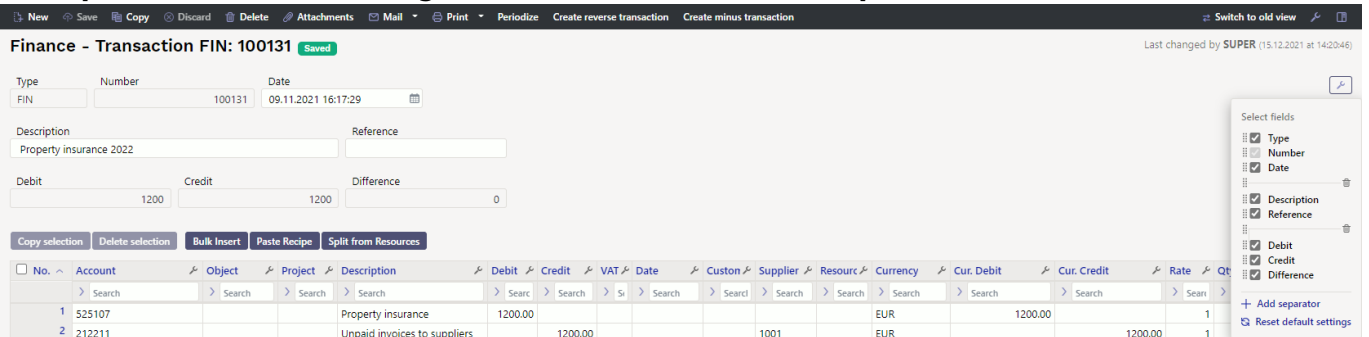 New Save Copy Discard Delete Attachments Mail Print Periodize Create reverse transaction Create minus transaction Switch to old view
Finance - Transaction FIN: 100131 Saved
Last changed by SUPER (15.12.2021 at 14:20:46)
Type Number Date
FIN 100131 09.11.2021 16:17:29
Description Reference
Property insurance 2022
Debit Credit Difference
1200 1200 0
Copy selection Delete selection Bulk Insert Paste Recipe Split from Resources
No. Account Object Project Description Debit Credit VAT Date Custon Supplier Resourc Currency Cur. Debit Cur. Credit Rate Qt
Search Search Search Search Searc Search Se Search Searcl Search Search Search Search Search Sean
1 525107 Property insurance 1200.00 EUR 1200.00 1
2 212211 Unpaid invoices to suppliers 1200.00 1001 EUR 1200.00 1
Select fields
Type
Number
Date
Description
Reference
Debit
Credit
Difference
Add separator
Reset default settings